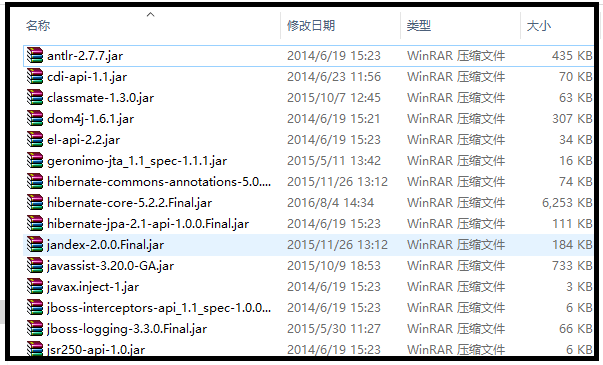 名称 修改日期 类型 大小
antlr-2.7.7.jar 2014/6/19 15:23 WinRAR 压缩文件 435 KB
cdi-api-1.1.jar 2014/6/23 11:56 WinRAR 压缩文件 70 KB
classmate-1.3.0.jar 2015/10/7 12:45 WinRAR 压缩文件 63 KB
dom4j-1.6.1.jar 2014/6/19 15:21 WinRAR 压缩文件 307 KB
el-api-2.2.jar 2014/6/19 15:23 WinRAR 压缩文件 34 KB
geronimo-jta_1.1_spec-1.1.1.jar 2015/5/11 13:42 WinRAR 压缩文件 16 KB
hibernate-commons-annotations-5.0.... 2015/11/26 13:12 WinRAR 压缩文件 74 KB
hibernate-core-5.2.2.Final.jar 2016/8/4 14:34 WinRAR 压缩文件 6,253 KB
hibernate-jpa-2.1-api-1.0.0.Final.jar 2014/6/19 15:23 WinRAR 压缩文件 111 KB
jandex-2.0.0.Final.jar 2015/11/26 13:12 WinRAR 压缩文件 184 KB
javassist-3.20.0-GA.jar 2015/10/9 18:53 WinRAR 压缩文件 733 KB
javax.inject-1.jar 2014/6/19 15:23 WinRAR 压缩文件 3 KB
jboss-interceptors-api_1.1_spec-1.0.0... 2014/6/19 15:23 WinRAR 压缩文件 6 KB
jboss-logging-3.3.0.Final.jar 2015/5/30 11:27 WinRAR 压缩文件 66 KB
jsr250-api-1.0.jar 2014/6/19 15:23 WinRAR 压缩文件 6 KB